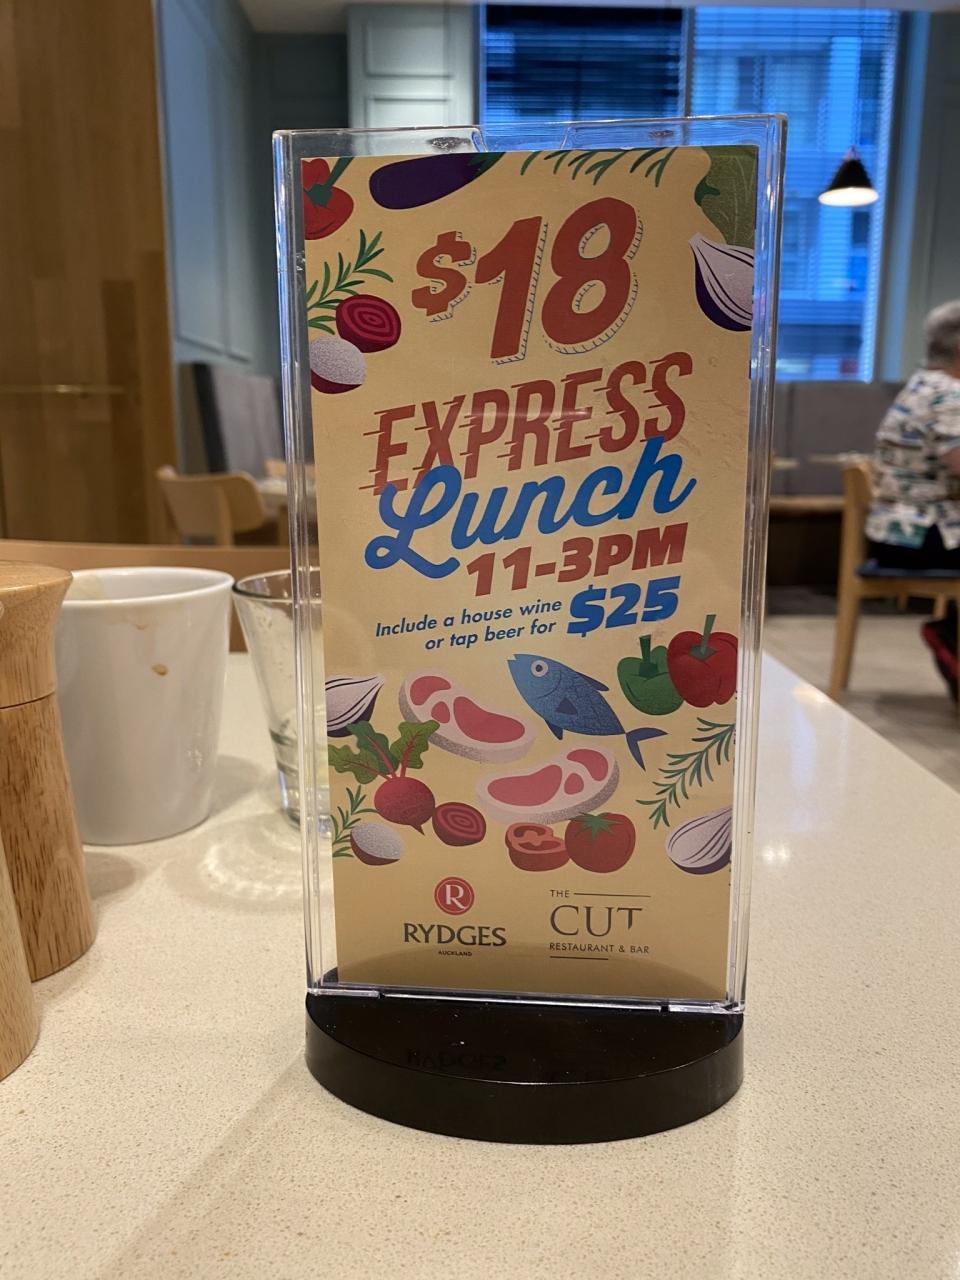 $18
EXPRESS
Lunch
11-3PM
Include a house wine
or tap beer for $25
R
RYDGES
AUCKLAND
THE
CUT
RESTAURANT & BAR